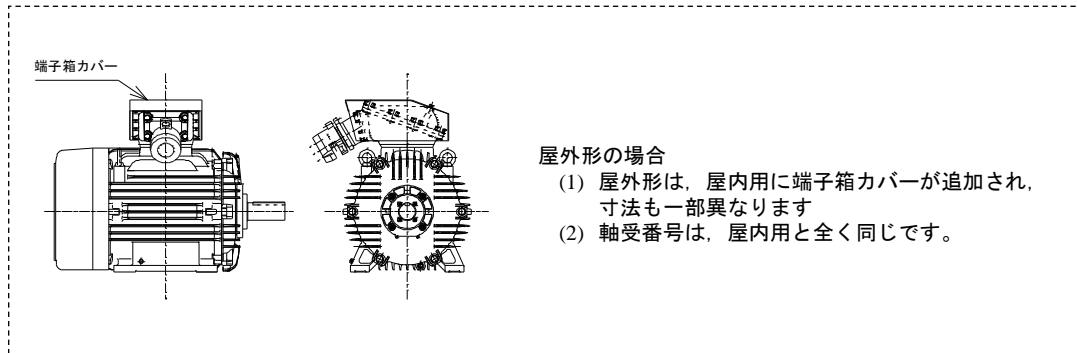 端子箱カバー
屋外形の場合
(1) 屋外形は，屋内用に端子箱カバーが追加され，
寸法も一部異なります
(2) 軸受番号は，屋内用と全く同じです。